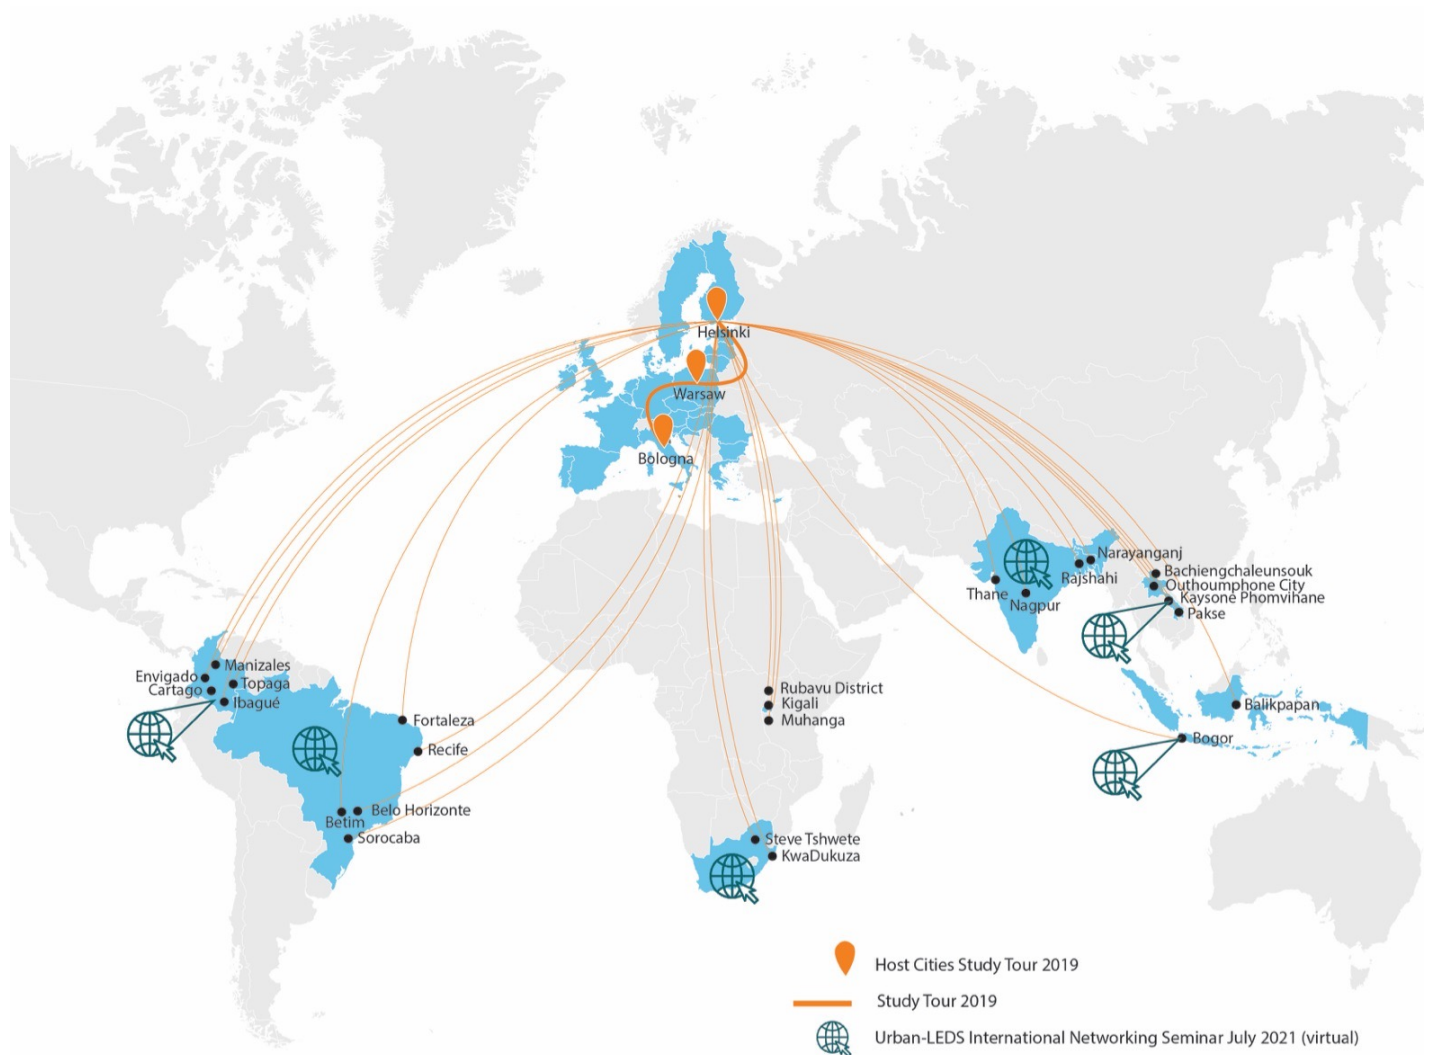 Helsinki
Warsaw
Bologna
Narayanganj
Rajshahi
Bachiengchaleunsouk
Outhoumphone City
Kaysone Phomvihane
Pakse
Thane
Nagpur
Manizales
Envigado
Topaga
Cartago
Ibagué
Rubavu District
Kigali
Muhanga
Balikpapan
Bogor
Fortaleza
Recife
Belo Horizonte
Betim
Sorocaba
Steve Tshwete
KwaDukuza
Host Cities Study Tour 2019
Study Tour 2019
Urban-LEDS International Networking Seminar July 2021 (virtual)